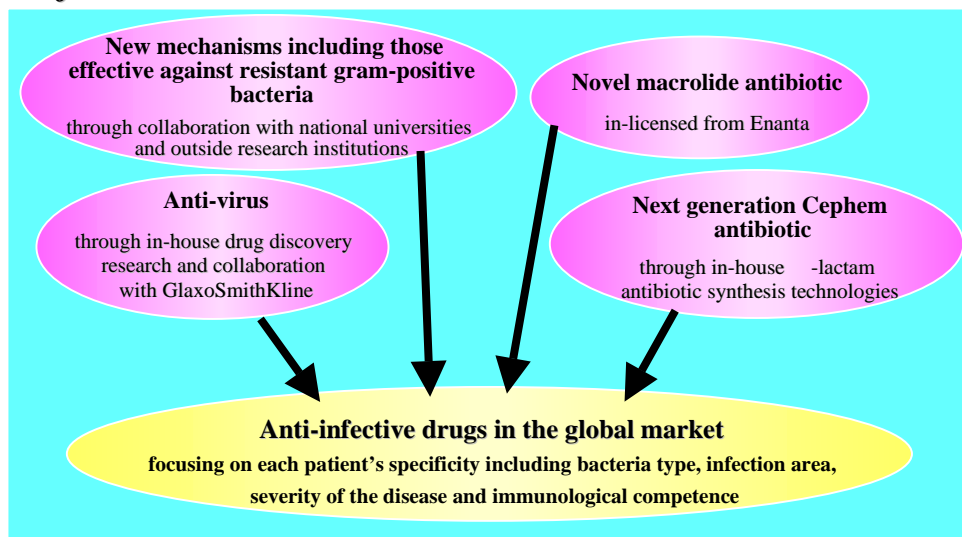 New mechanisms including those
effective against resistant gram-positive
bacteria
through collaboration with national universities
and outside research institutions
Novel macrolide antibiotic
in-licensed from Enanta
Anti-virus
through in-house drug discovery
research and collaboration
with GlaxoSmithKline
Next generation Cephem
antibiotic
through in-house -lactam
antibiotic synthesis technologies
Anti-infective drugs in the global market
focusing on each patient’s specificity including bacteria type, infection area,
severity of the disease and immunological competence